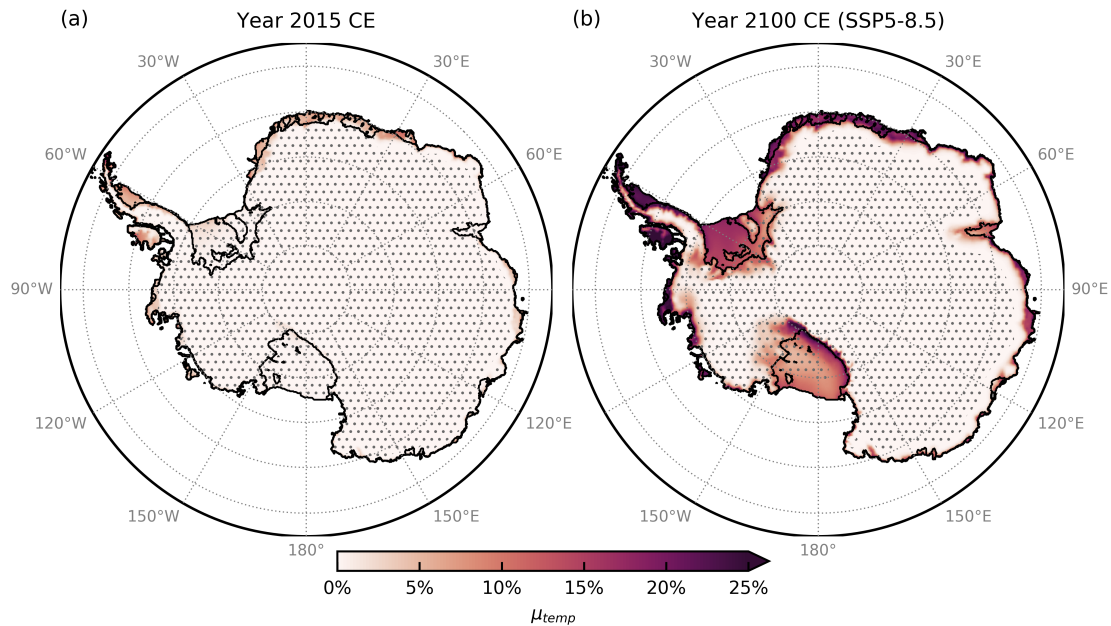 (a) Year 2015 CE
(b) Year 2100 CE (SSP5-8.5)
30°W 30°E 30°W 30°E
60°W 60°E 60°W 60°E
90°W 90°E
120°W 120°E 120°W 120°E
150°W 150°E 150°W 150°E
180° 180°
0% 5% 10% 15% 20% 25%
μtemp